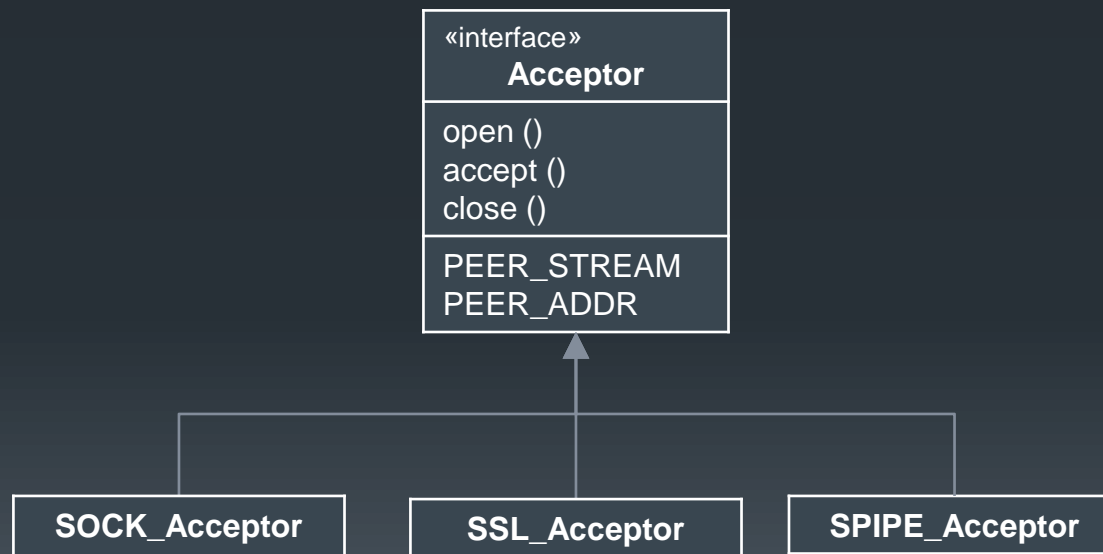 «interface»
Acceptor
open ()
accept ()
close ()
PEER_STREAM
PEER_ADDR
SOCK_Acceptor
SSL_Acceptor
SPIPE_Acceptor